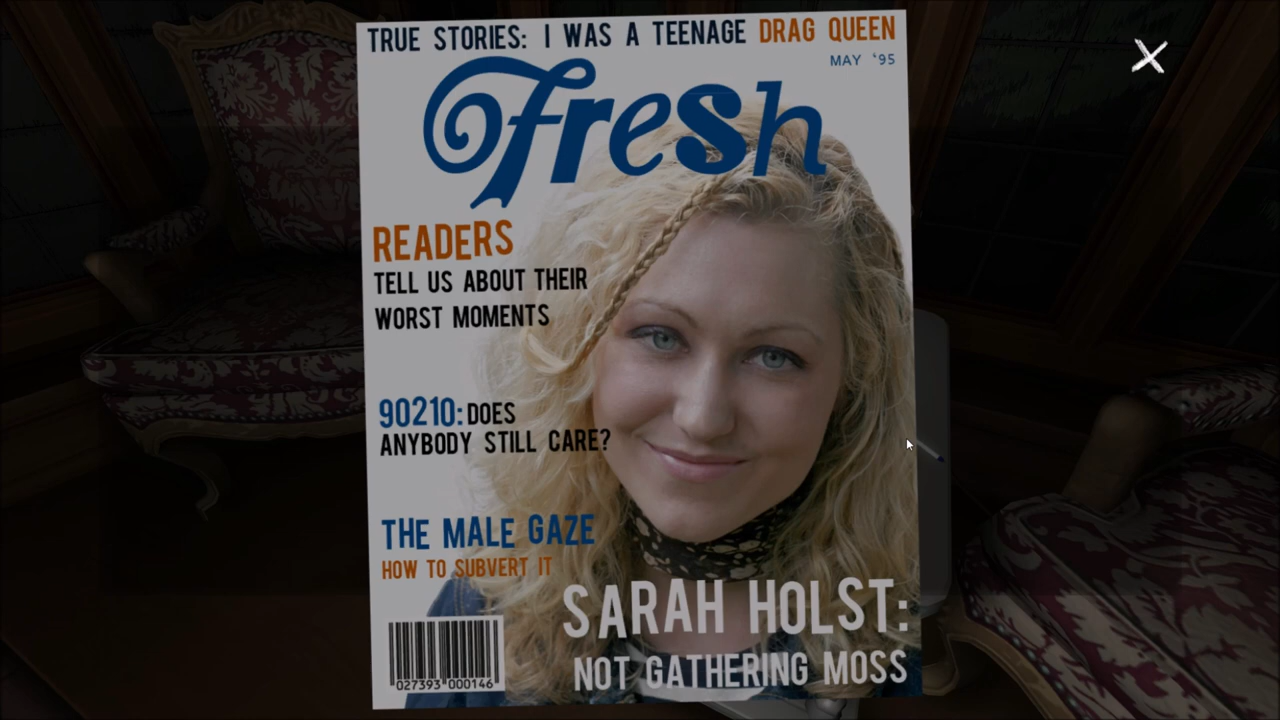 TRUE STORIES: I WAS A TEENAGE DRAG QUEEN
MAY '95
Fresh
READERS
TELL US ABOUT THEIR
WORST MOMENTS
90210: DOES
ANYBODY STILL CARE?
THE MALE GAZE
HOW TO SUBVERT IT
SARAH HOLST:
NOT GATHERING MOSS
027393 000146